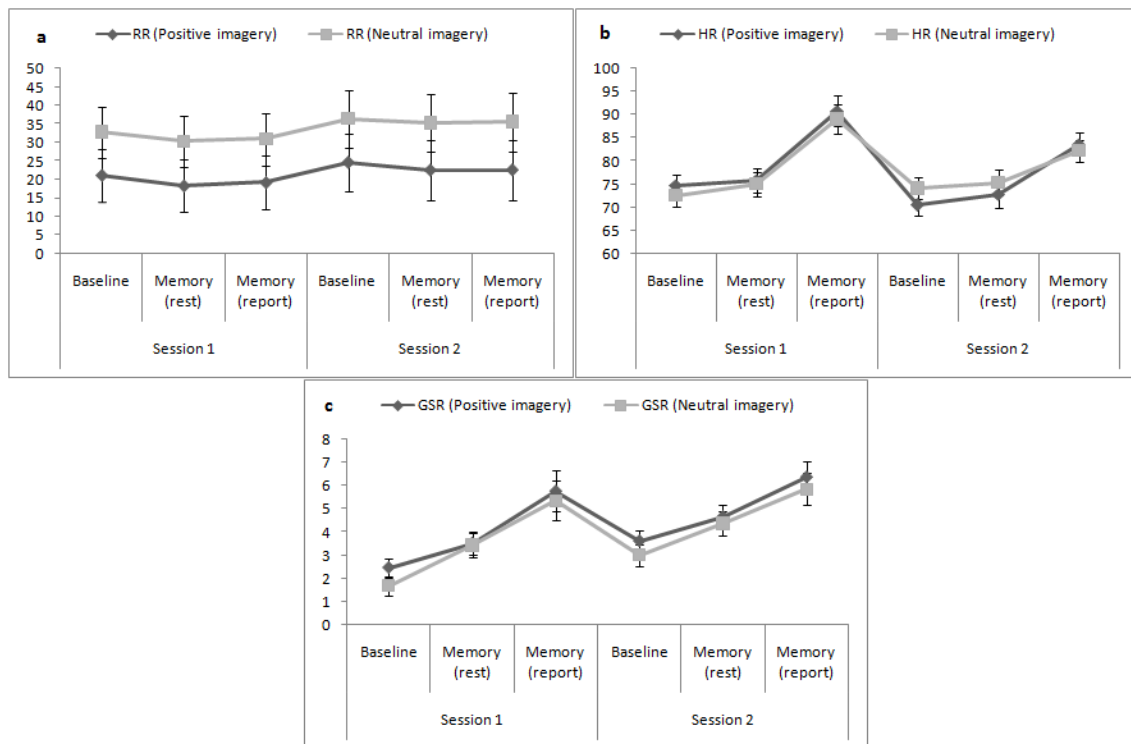 a
RR (Positive imagery) RR (Neutral imagery)
50
45
40
35
30
25
20
15
10
5
0
Baseline Memory (rest) Memory (report) Baseline Memory (rest) Memory (report)
Session 1 Session 2
b
HR (Positive imagery) HR (Neutral imagery)
100
95
90
85
80
75
70
65
60
Baseline Memory (rest) Memory (report) Baseline Memory (rest) Memory (report)
Session 1 Session 2
c
GSR (Positive imagery) GSR (Neutral imagery)
8
7
6
5
4
3
2
1
0
Baseline Memory (rest) Memory (report) Baseline Memory (rest) Memory (report)
Session 1 Session 2